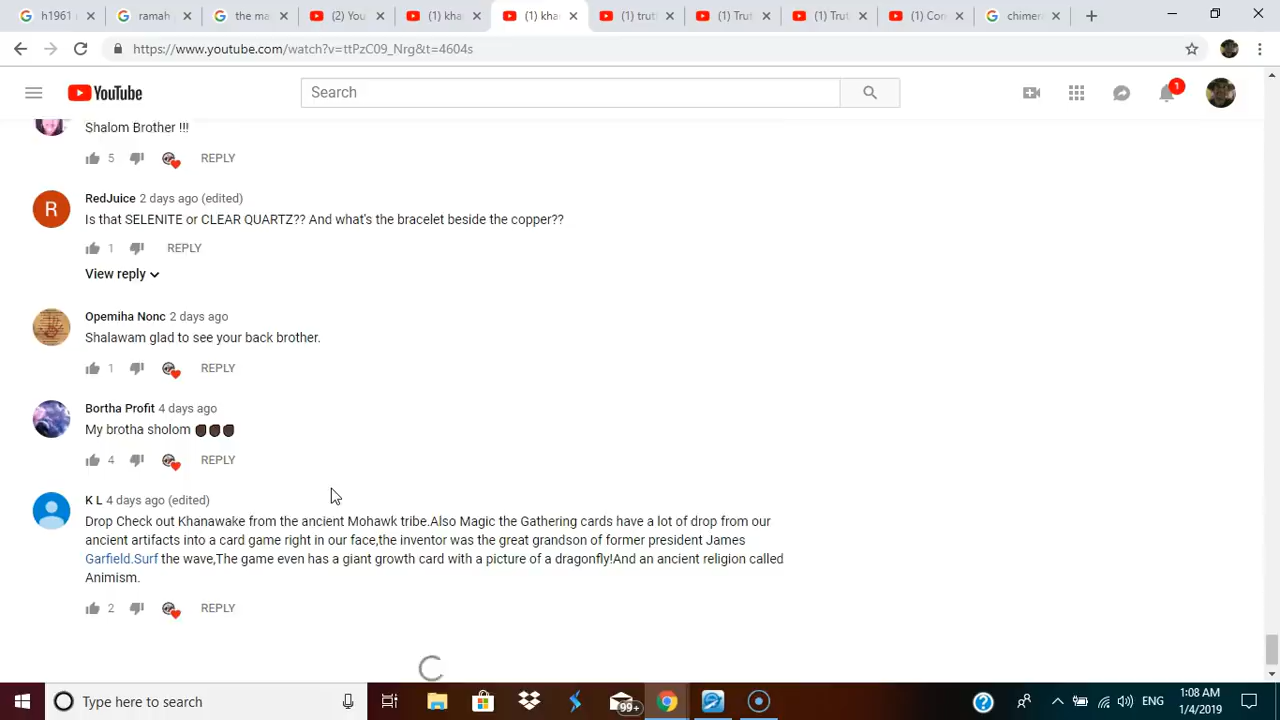 h1961
ramah
the ma
(2) You
(1) kha
(1) kha
(1) trut
(1) Trut
(1) Trut
(1) Con
chimer
https://www.youtube.com/watch?v=ttPzC09_Nrg&t=4604s
YouTube
Search
1
Shalom Brother !!!
5 REPLY
R
RedJuice 2 days ago (edited)
Is that SELENITE or CLEAR QUARTZ?? And what's the bracelet beside the copper??
1 REPLY
View reply
Opemiha Nonc 2 days ago
Shalawam glad to see your back brother.
1 REPLY
Bortha Profit 4 days ago
My brotha sholom
4 REPLY
K L 4 days ago (edited)
Drop Check out Khanawake from the ancient Mohawk tribe.Also Magic the Gathering cards have a lot of drop from our
ancient artifacts into a card game right in our face,the inventor was the great grandson of former president James
Garfield.Surf the wave,The game even has a giant growth card with a picture of a dragonfly!And an ancient religion called
Animism.
2 REPLY
Type here to search
99+
ENG
1:08 AM
1/4/2019